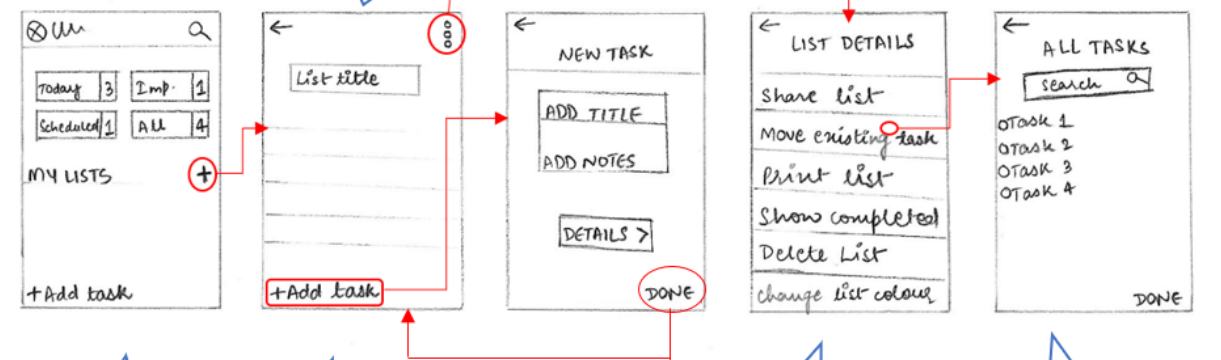 Today 3 Imp. 1
Scheduled 1 All 4
MY LISTS +
+Add task
List title
+Add task
NEW TASK
ADD TITLE
ADD NOTES
DETAILS >
DONE
LIST DETAILS
Share list
Move existing task
Print list
Show completed
Delete List
change list colour
ALL TASKS
search
Task 1
Task 2
Task 3
Task 4
DONE